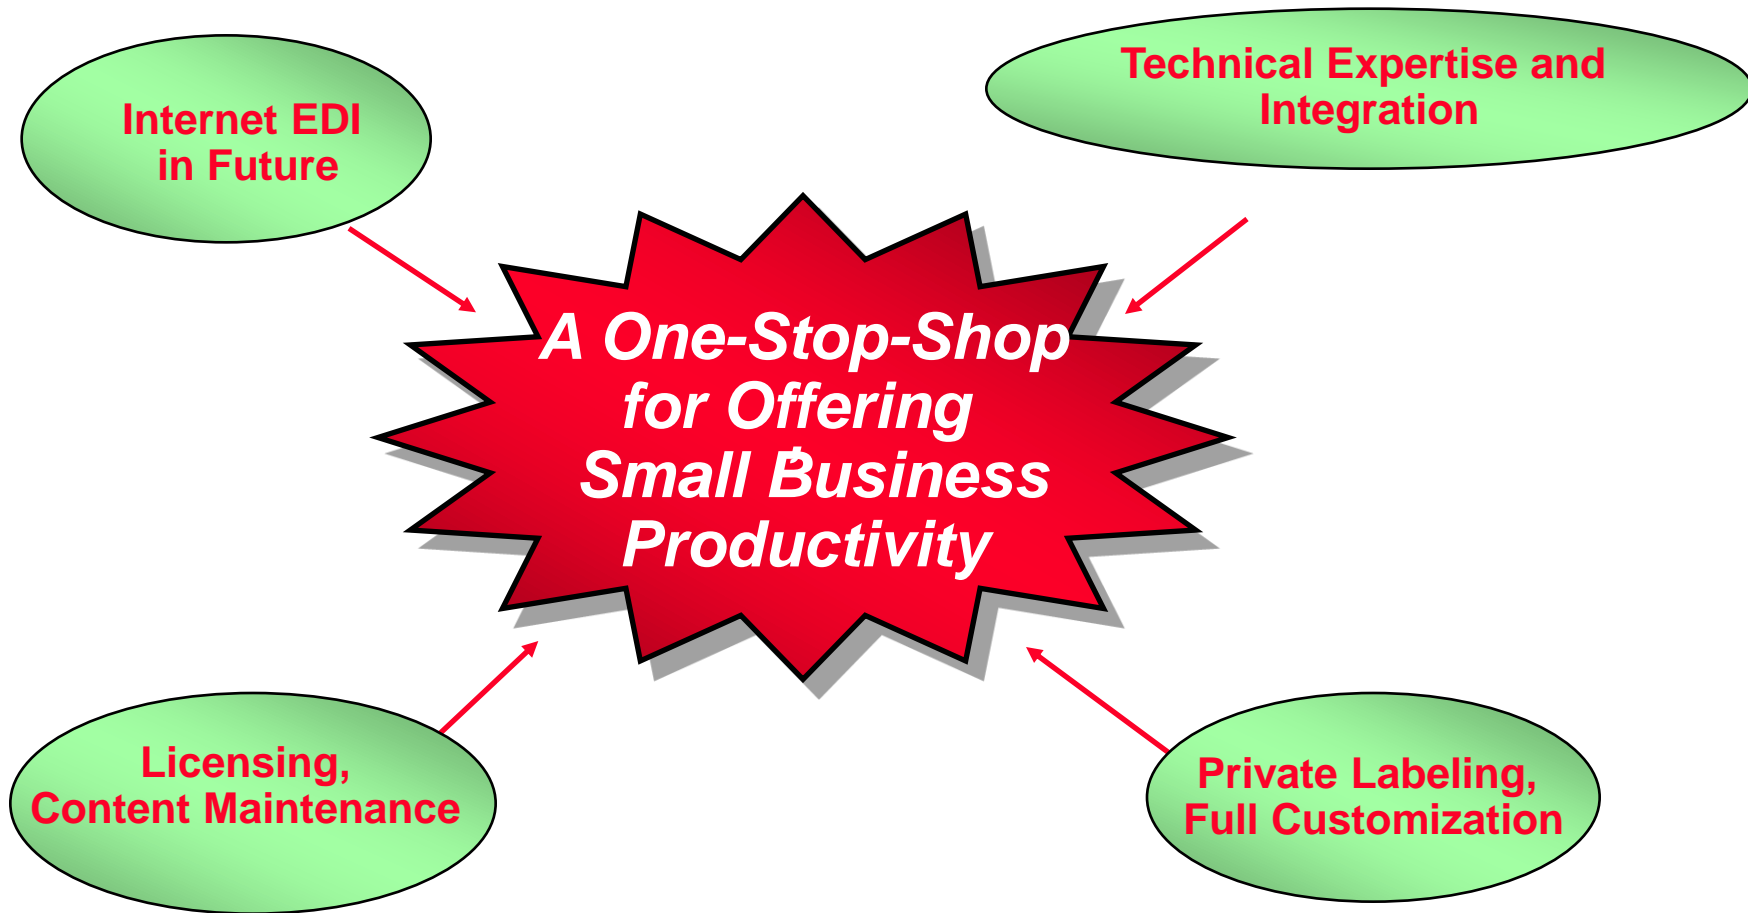 Internet EDI
in Future
Technical Expertise and
Integration
A One-Stop-Shop
for Offering
Small Business
Productivity
Licensing,
Content Maintenance
Private Labeling,
Full Customization